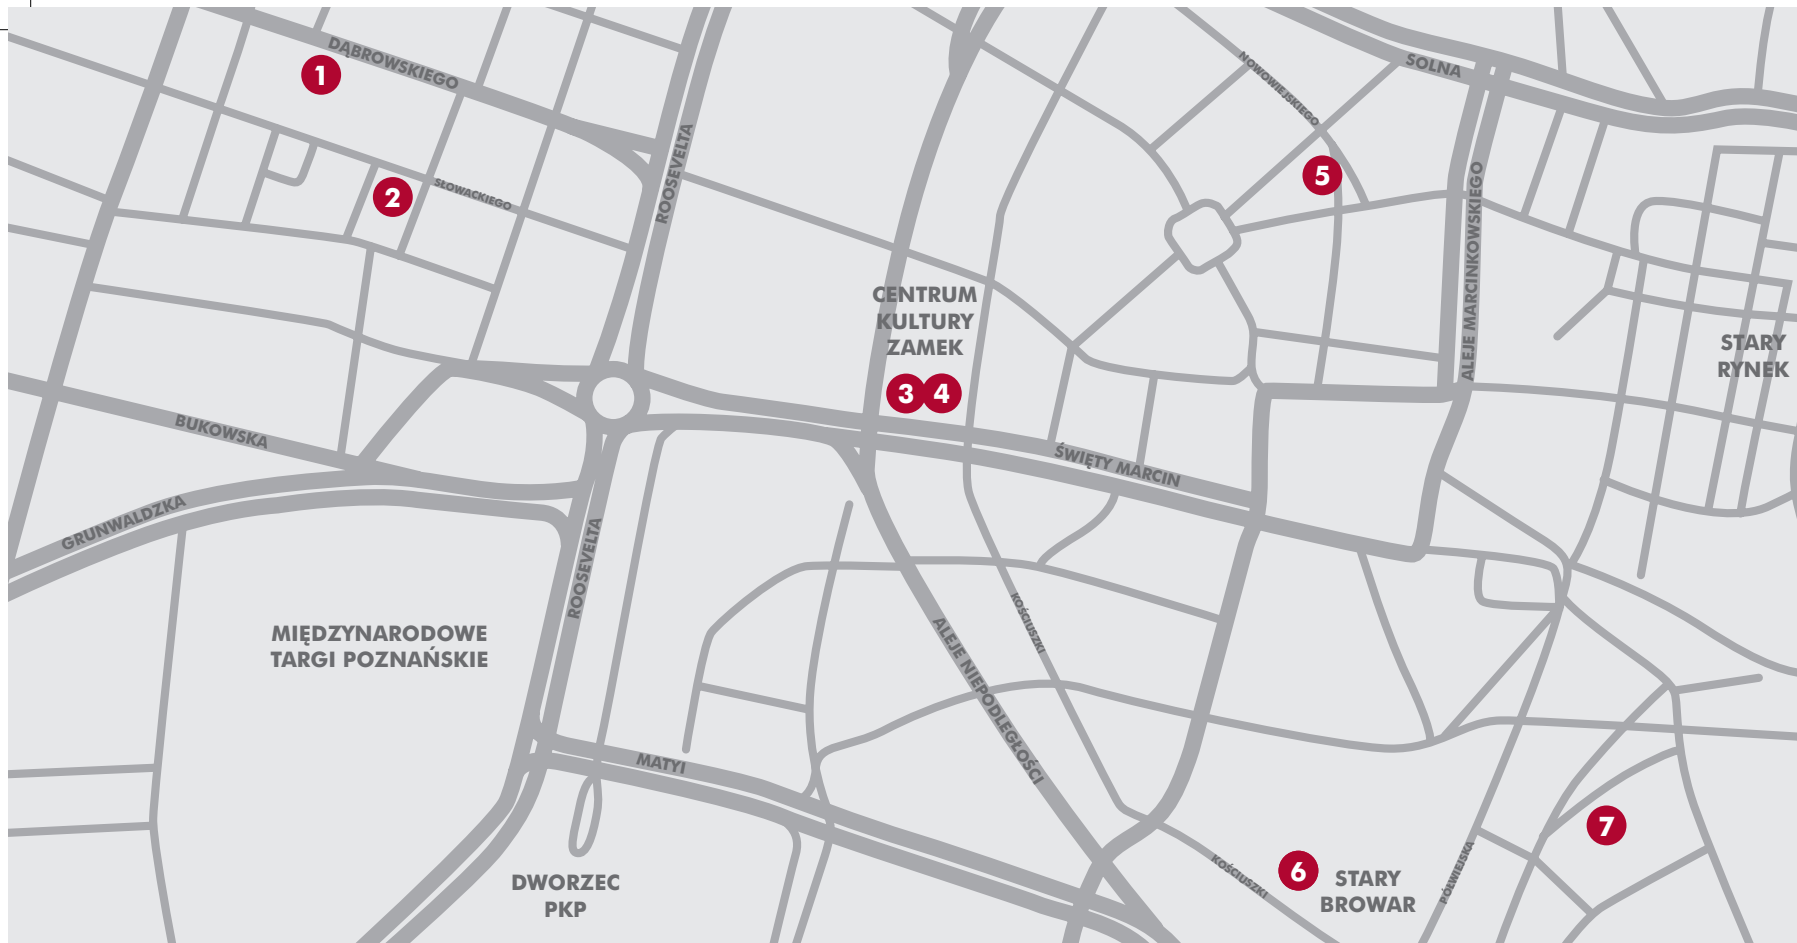 DĄBROWSKIEGO
1
SOLNA
NOWOWIEJSKIEGO
ROOSEVELTA
5
2
SŁOWACKIEGO
ALEJE MARCINKOWSKIEGO
CENTRUM
KULTURY
ZAMEK
3 4
STARY
RYNEK
BUKOWSKA
ŚWIĘTY MARCIN
GRUNWALDZKA
ROOSEVELTA
KOŚCIUSZKI
MIĘDZYNARODOWE
TARGI POZNAŃSKIE
ALEJE NIEPODLEGŁOŚCI
MATYI
7
KOŚCIUSZKI
6
PÓŁWIEJSKA
DWORZEC
PKP
STARY
BROWAR